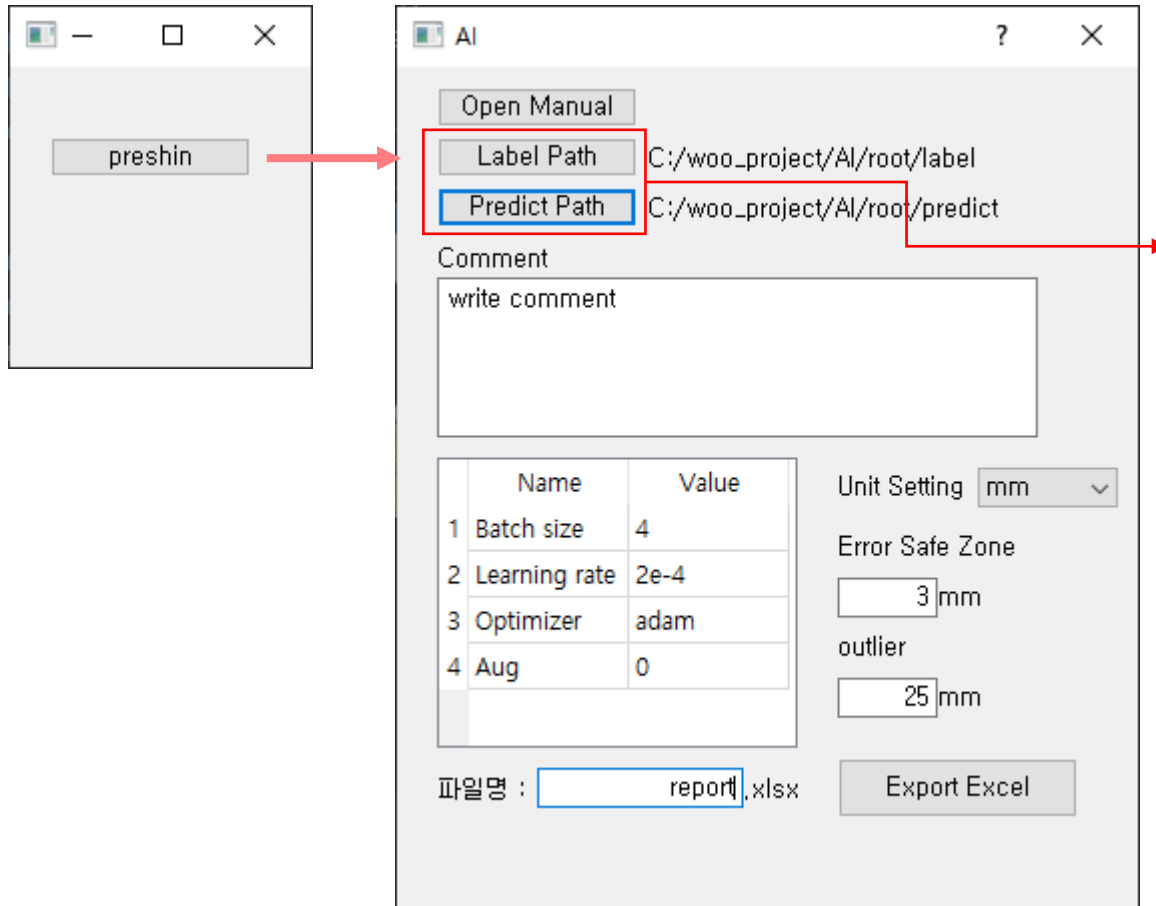 preshin
AI
Open Manual
Label Path C:/woo_project/AI/root/label
Predict Path C:/woo_project/AI/root/predict
Comment
write comment
Name Value
1 Batch size 4
2 Learning rate 2e-4
3 Optimizer adam
4 Aug 0
Unit Setting mm
Error Safe Zone
3 mm
outlier
25 mm
파일명 : report .xlsx
Export Excel